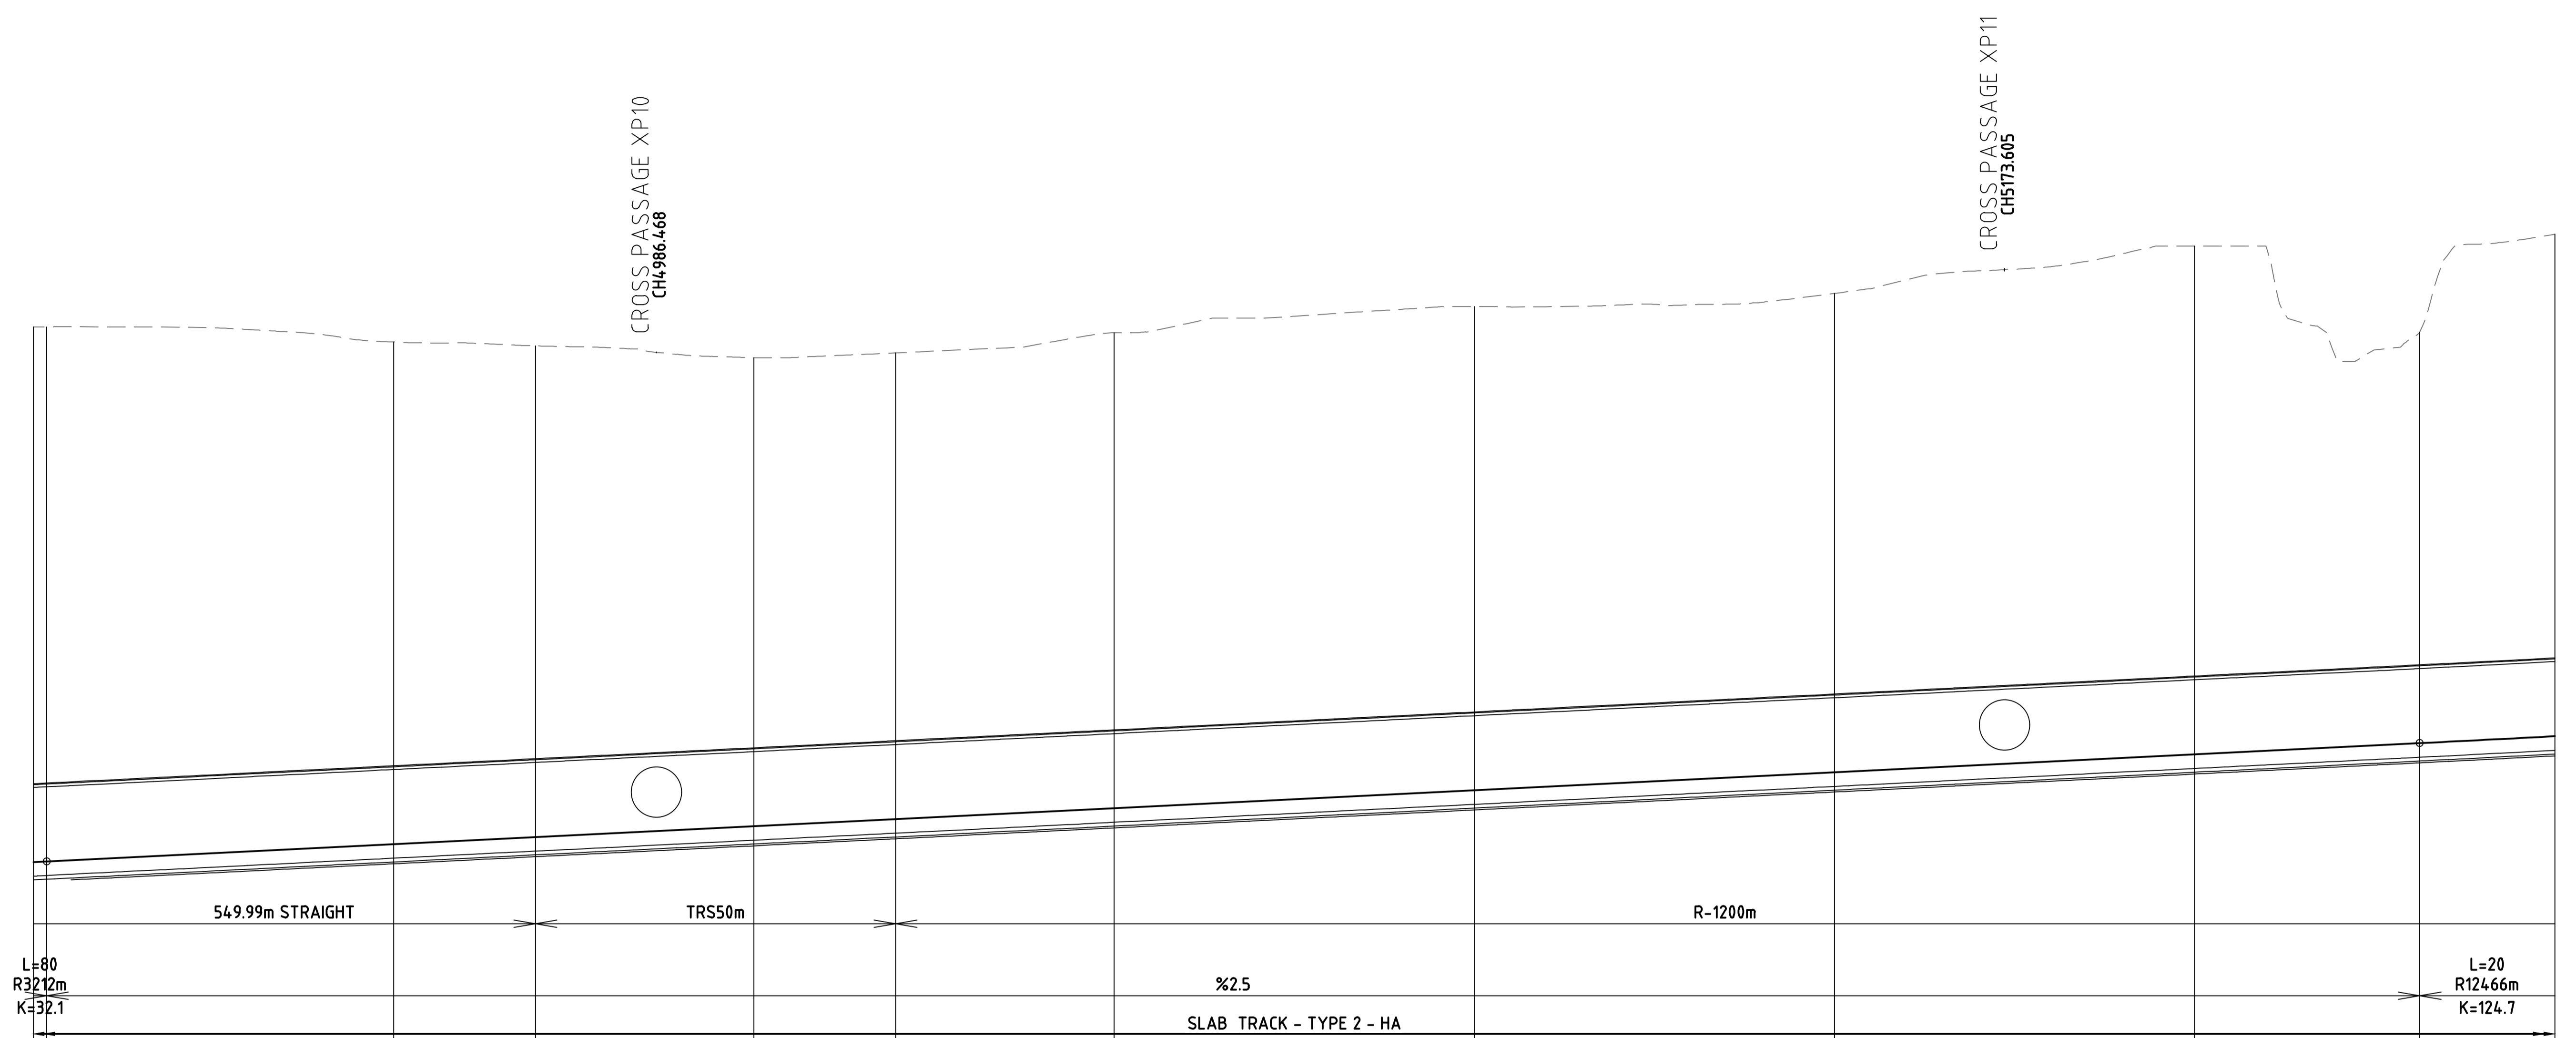 CROSS PASSAGE XP10
CH4986.468
CROSS PASSAGE XP11
CH5173.605
549.99m STRAIGHT
TRS50m
R-1200m
L=80
R3212m
K=32.1
%2.5
L=20
R12466m
K=124.7
SLAB TRACK - TYPE 2 - HA